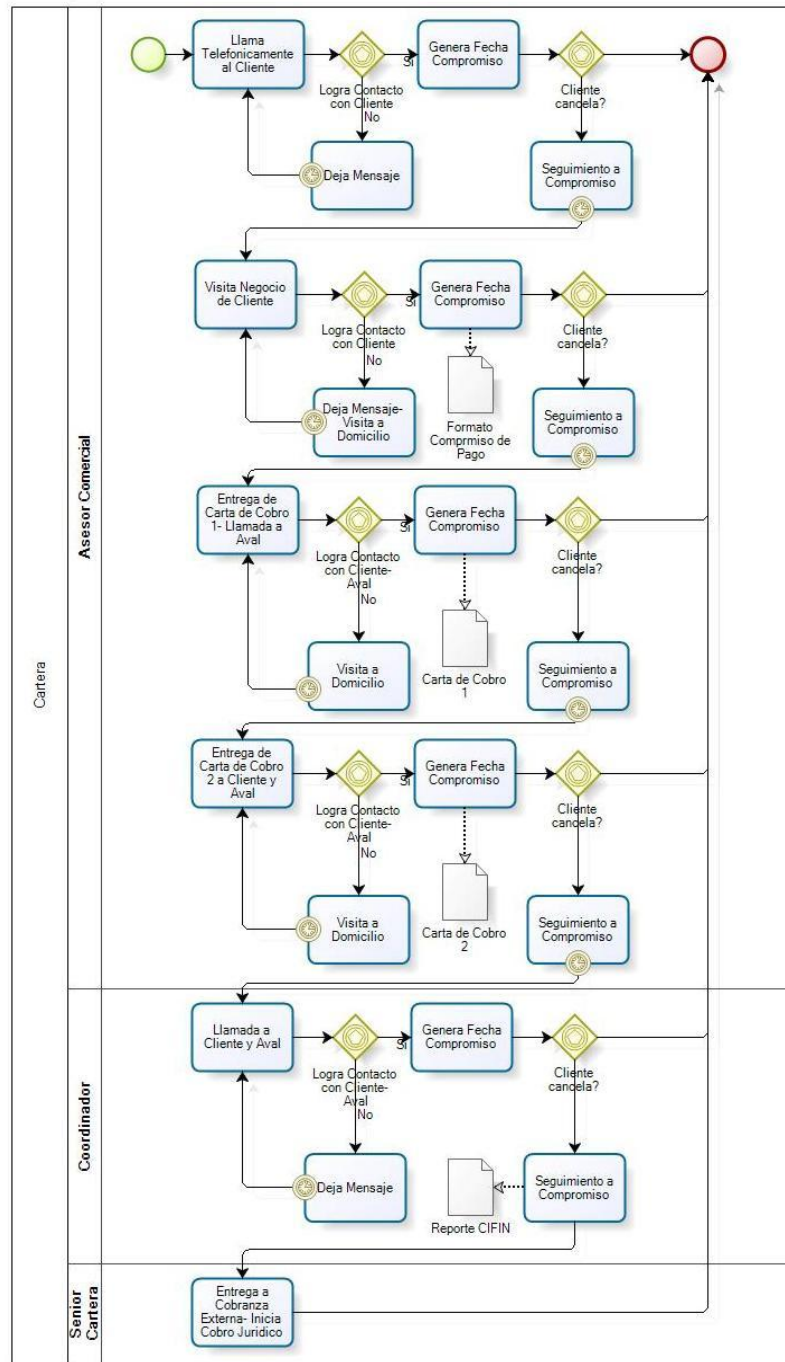 Cartera
Asesor Comercial
Llama
Telefonicamente
al Cliente
Logra Contacto
con Cliente
Si
No
Genera Fecha
Compromiso
Cliente
cancela?
Deja Mensaje
Seguimiento a
Compromiso
Visita Negocio
de Cliente
Logra Contacto
con Cliente
Si
No
Genera Fecha
Compromiso
Cliente
cancela?
Deja Mensaje-
Visita a
Domicilio
Formato
Comprmiso de
Pago
Seguimiento a
Compromiso
Entrega de
Carta de Cobro
1- Llamada a
Aval
Logra Contacto
con Cliente-
Aval
Si
No
Genera Fecha
Compromiso
Cliente
cancela?
Visita a
Domicilio
Carta de Cobro
1
Seguimiento a
Compromiso
Entrega de
Carta de Cobro
2 a Cliente y
Aval
Logra Contacto
con Cliente-
Aval
Si
No
Genera Fecha
Compromiso
Cliente
cancela?
Visita a
Domicilio
Carta de Cobro
2
Seguimiento a
Compromiso
Coordinador
Llamada a
Cliente y Aval
Logra Contacto
con Cliente-
Aval
Si
No
Genera Fecha
Compromiso
Cliente
cancela?
Deja Mensaje
Reporte CIFIN
Seguimiento a
Compromiso
Senior
Cartera
Entrega a
Cobranza
Externa- Inicia
Cobro Juridico